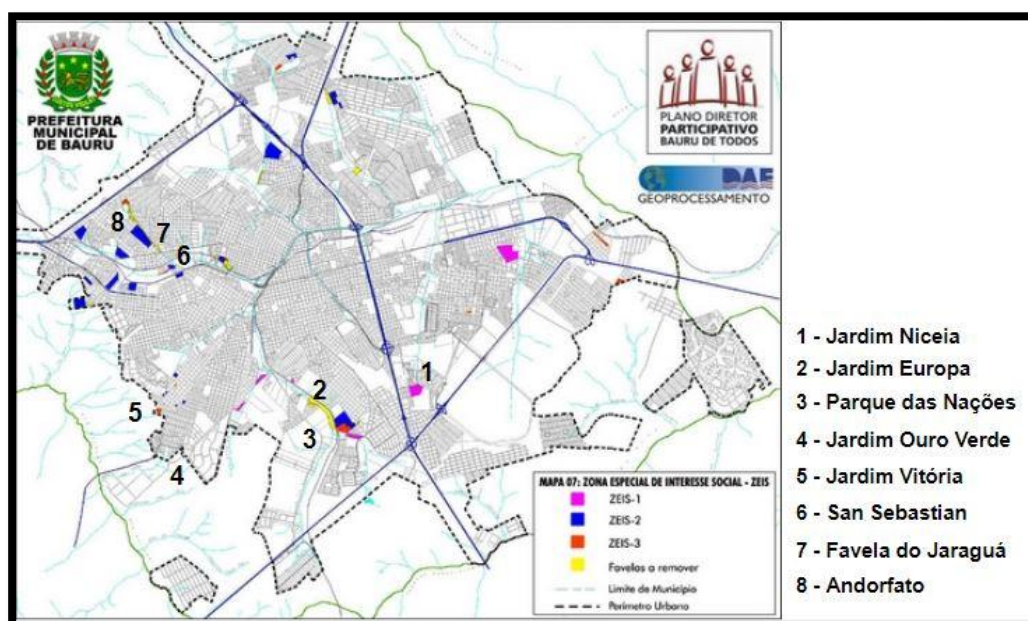 PREFEITURA
MUNICIPAL
DE BAURU
PLANO DIRETOR
PARTICIPATIVO
BAURU DE TODOS
DAE
GEOPROCESSAMENTO
8
7
6
1
2
3
5
4
1 - Jardim Niceia
2 - Jardim Europa
3 - Parque das Nações
4 - Jardim Ouro Verde
5 - Jardim Vitória
6 - San Sebastian
7 - Favela do Jaraguá
8 - Andorfato
MAPA 07: ZONA ESPECIAL DE INTERESSE SOCIAL - ZEIS
ZEIS-1
ZEIS-2
ZEIS-3
Favelas a remover
Limite de Município
Perímetro Urbano